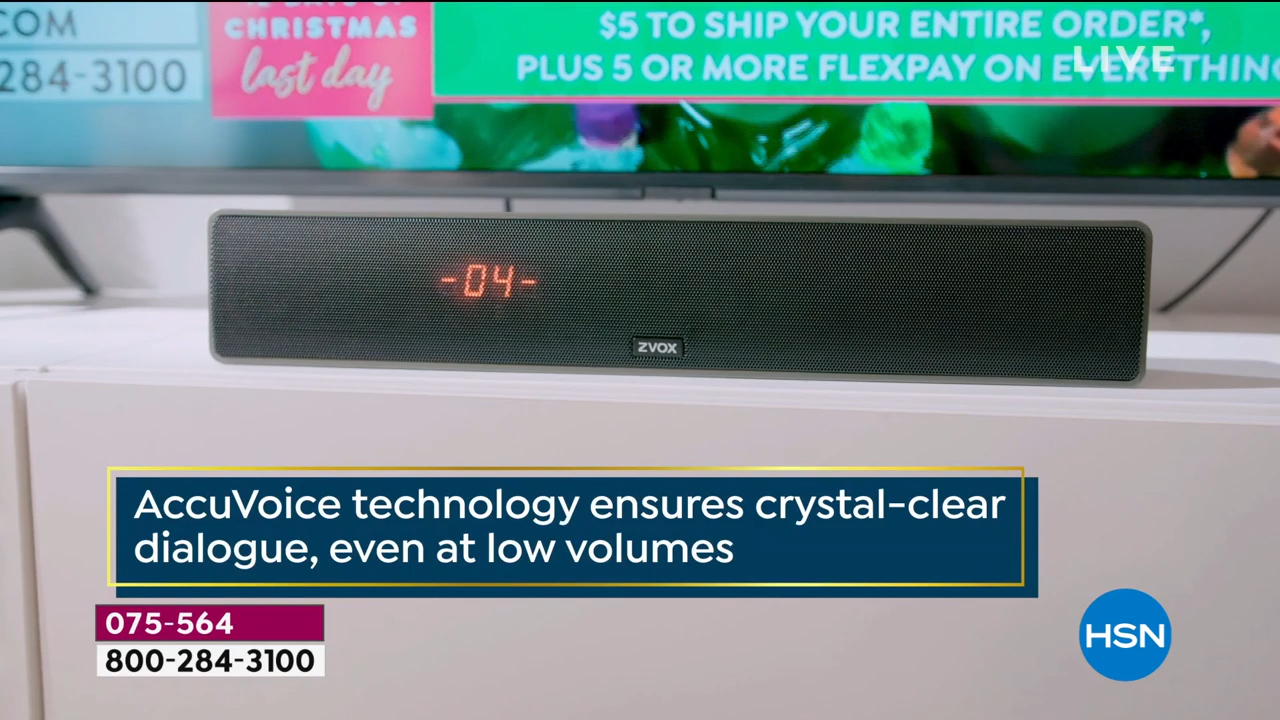 COM
284-3100
CHRISTMAS
last day
$5 TO SHIP YOUR ENTIRE ORDER*,
PLUS 5 OR MORE FLEXPAY ON EVERYTHING
LIVE
-04-
ZVOX
AccuVoice technology ensures crystal-clear
dialogue, even at low volumes
075-564
800-284-3100
HSN